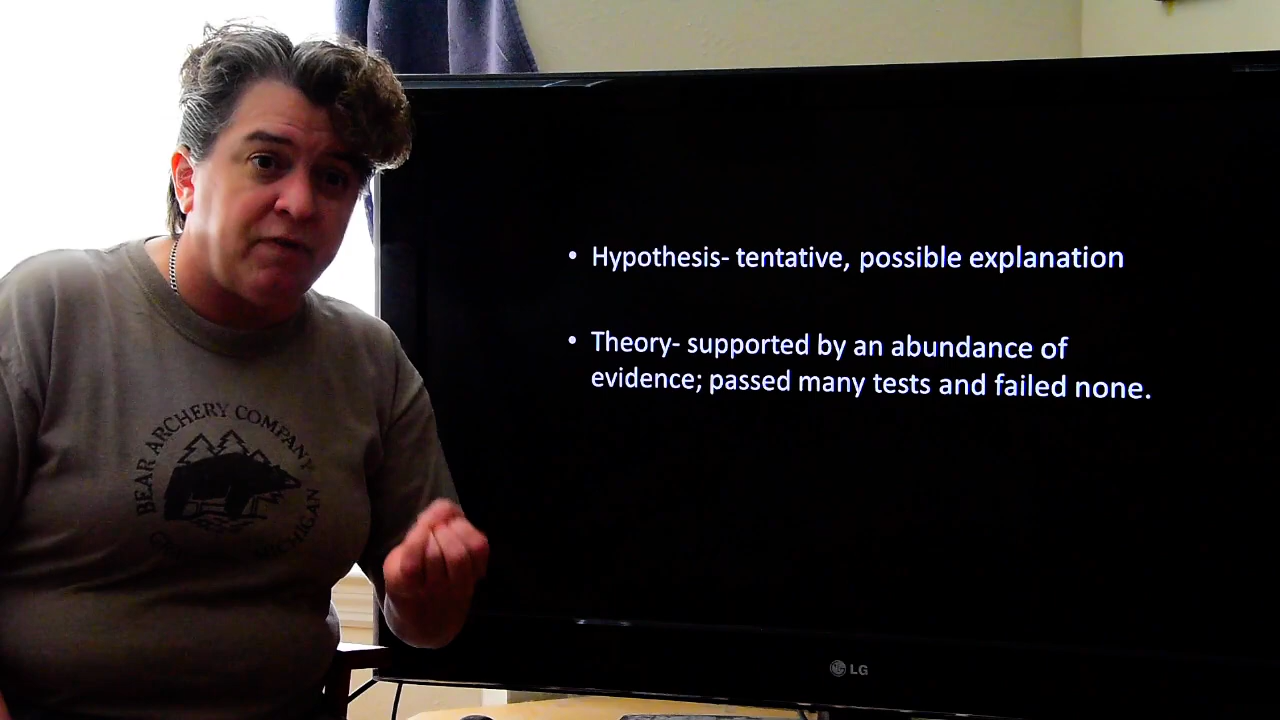 • Hypothesis- tentative, possible explanation
• Theory- supported by an abundance of
evidence; passed many tests and failed none.
BEAR ARCHERY COMPANY
MICHIGAN
LG